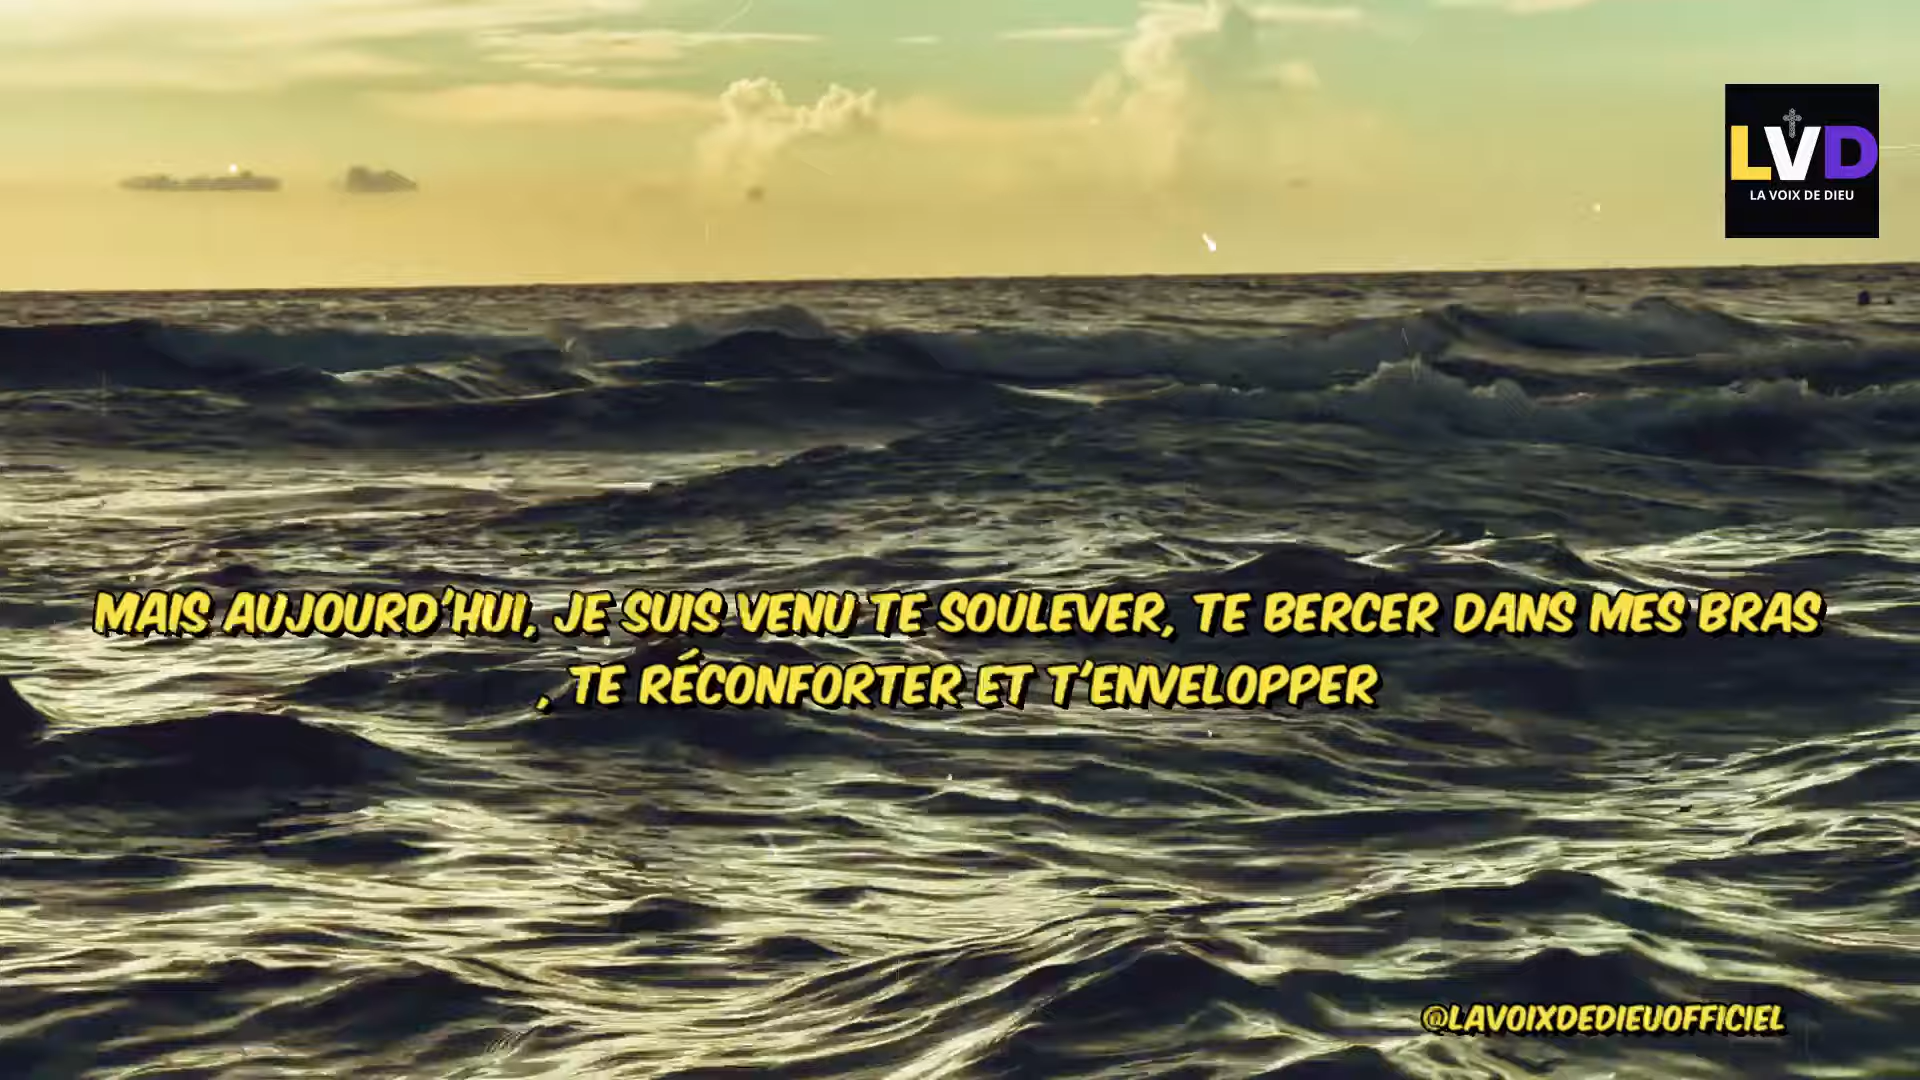 LVD
LA VOIX DE DIEU
MAIS AUJOURD'HUI, JE SUIS VENU TE SOULEVER, TE BERCER DANS MES BRAS
, TE RÉCONFORTER ET T'ENVELOPPER
@LAVOIXDEDIEUOFFICIEL